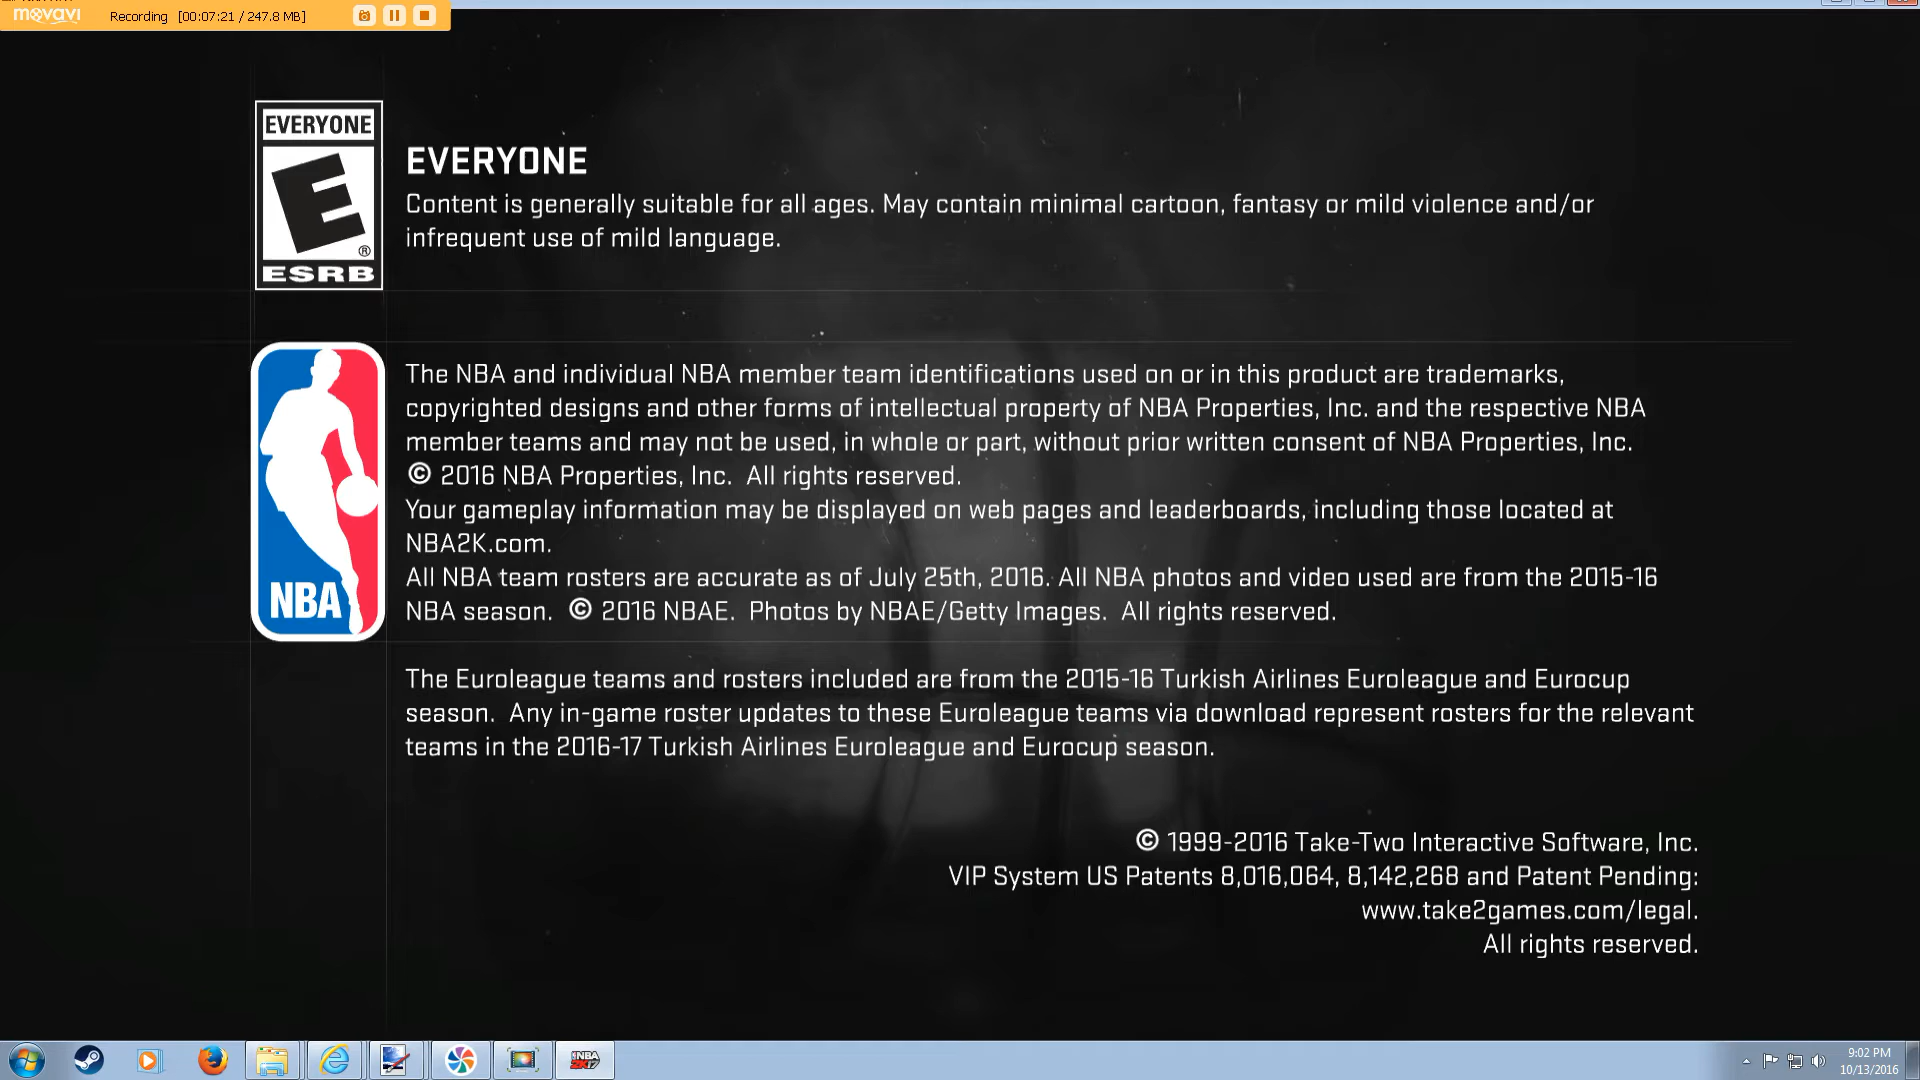 movavi Recording [00:07:21 / 247.8 MB]
EVERYONE
E®
ESRB
EVERYONE
Content is generally suitable for all ages. May contain minimal cartoon, fantasy or mild violence and/or
infrequent use of mild language.
NBA
The NBA and individual NBA member team identifications used on or in this product are trademarks,
copyrighted designs and other forms of intellectual property of NBA Properties, Inc. and the respective NBA
member teams and may not be used, in whole or part, without prior written consent of NBA Properties, Inc.
© 2016 NBA Properties, Inc. All rights reserved.
Your gameplay information may be displayed on web pages and leaderboards, including those located at
NBA2K.com.
All NBA team rosters are accurate as of July 25th, 2016. All NBA photos and video used are from the 2015-16
NBA season. © 2016 NBAE. Photos by NBAE/Getty Images. All rights reserved.
The Euroleague teams and rosters included are from the 2015-16 Turkish Airlines Euroleague and Eurocup
season. Any in-game roster updates to these Euroleague teams via download represent rosters for the relevant
teams in the 2016-17 Turkish Airlines Euroleague and Eurocup season.
© 1999-2016 Take-Two Interactive Software, Inc.
VIP System US Patents 8,016,064, 8,142,268 and Patent Pending:
www.take2games.com/legal.
All rights reserved.
NBA
2K17
9:02 PM
10/13/2016